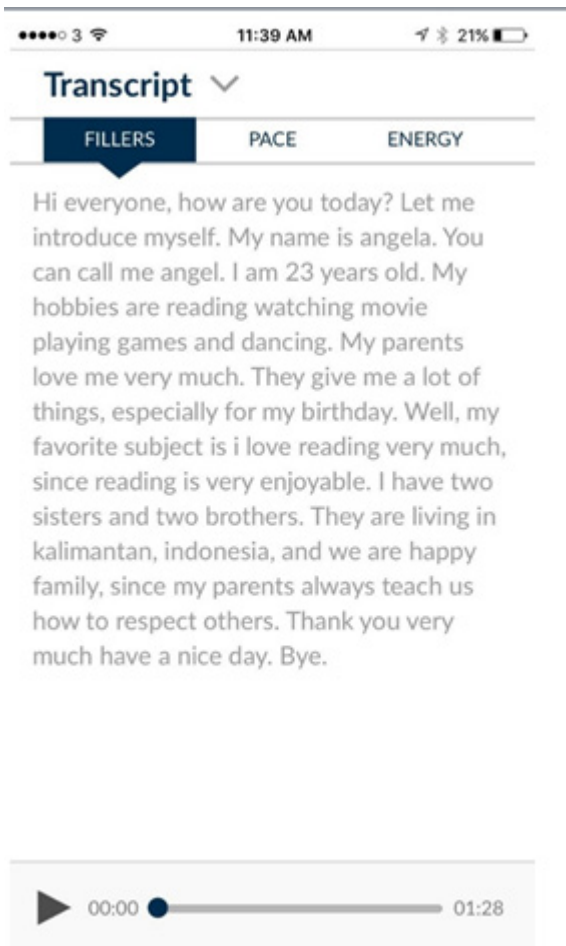 3 11:39 AM 21%
Transcript
FILLERS PACE ENERGY
Hi everyone, how are you today? Let me
introduce myself. My name is angela. You
can call me angel. I am 23 years old. My
hobbies are reading watching movie
playing games and dancing. My parents
love me very much. They give me a lot of
things, especially for my birthday. Well, my
favorite subject is i love reading very much,
since reading is very enjoyable. I have two
sisters and two brothers. They are living in
kalimantan, indonesia, and we are happy
family, since my parents always teach us
how to respect others. Thank you very
much have a nice day. Bye.
00:00 01:28